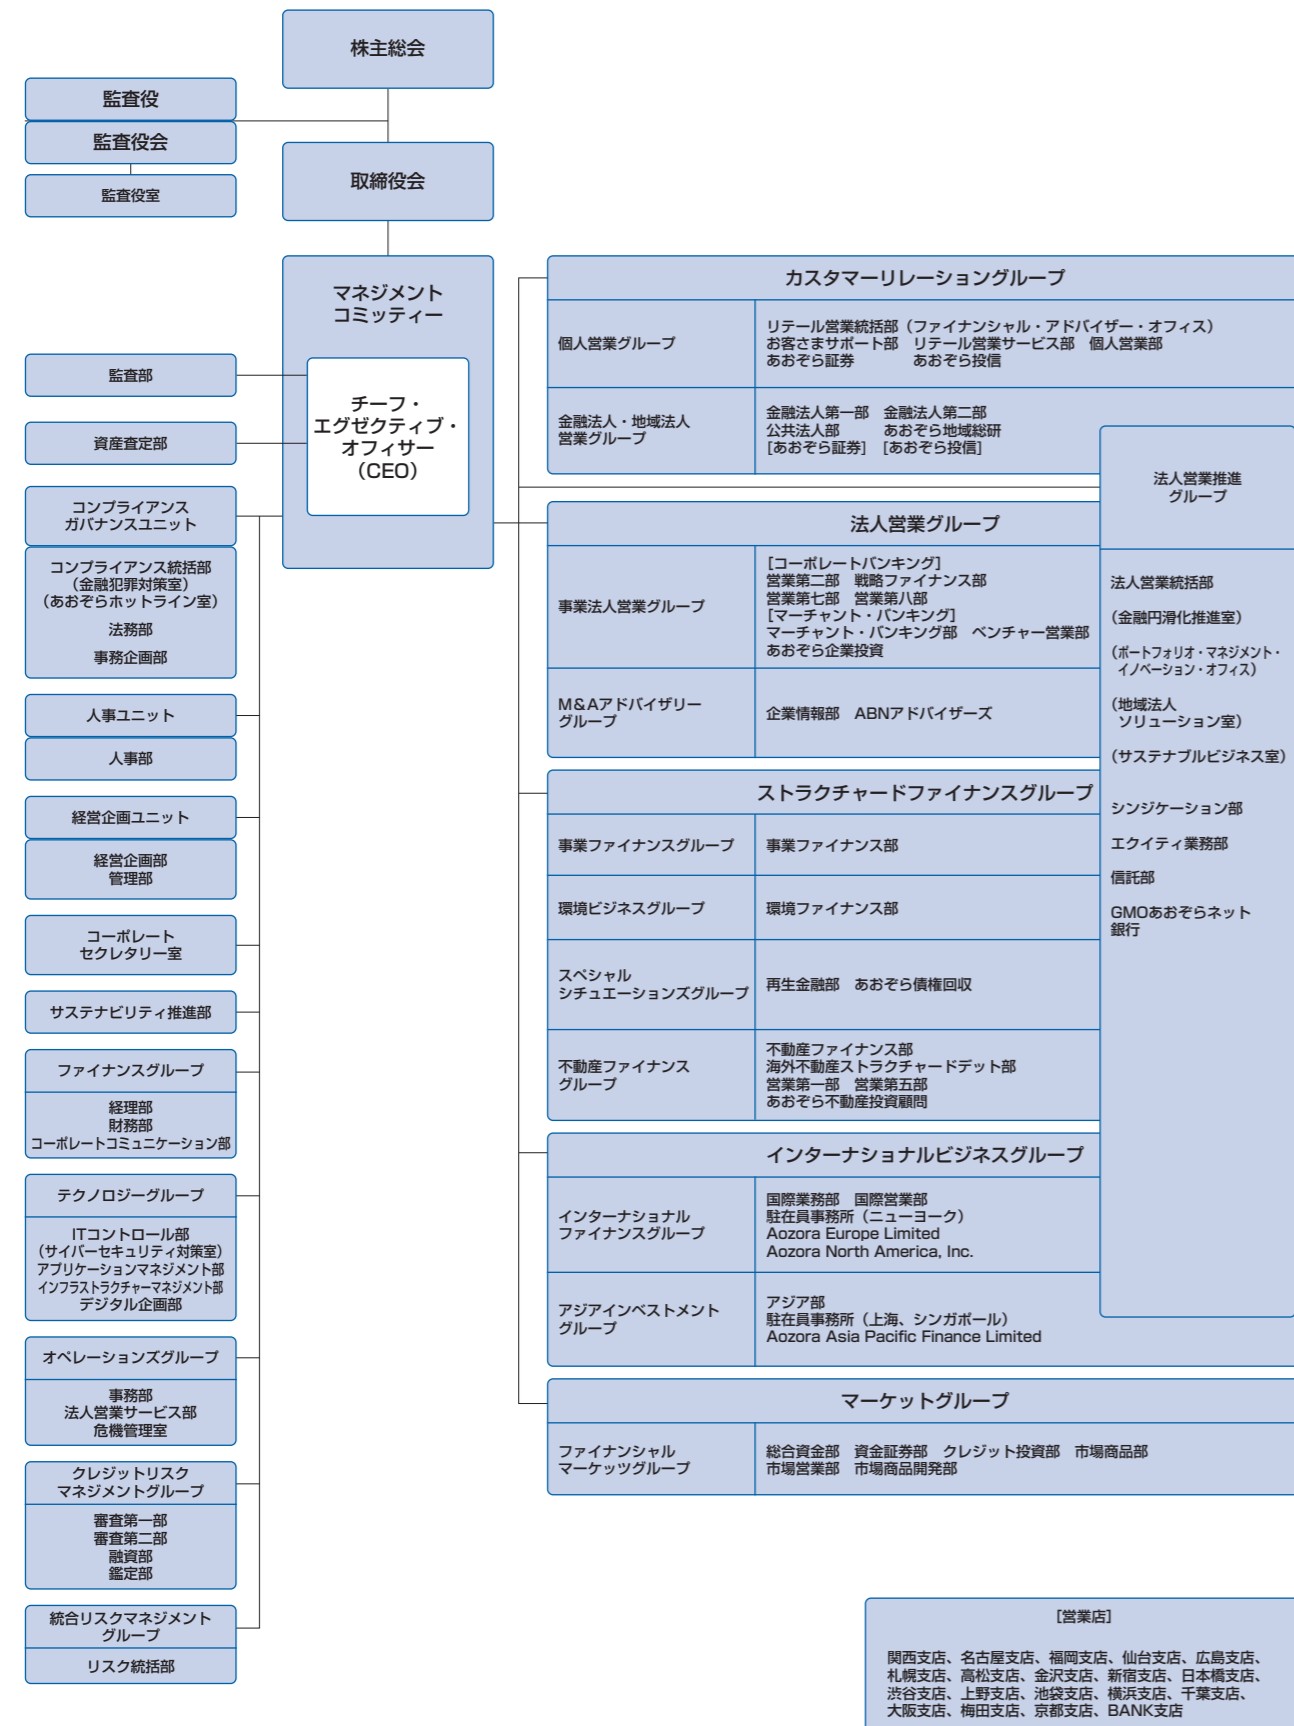 株主総会
監査役
監査役会
監査役室
取締役会
マネジメント
コミッティー
チーフ・
エグゼクティブ・
オフィサー
（CEO）
監査部
資産査定部
コンプライアンス
ガバナンスユニット
コンプライアンス統括部
（金融犯罪対策室）
（あおぞらホットライン室）
法務部
事務企画部
人事ユニット
人事部
経営企画ユニット
経営企画部
管理部
コーポレート
セクレタリー室
サステナビリティ推進部
ファイナンスグループ
経理部
財務部
コーポレートコミュニケーション部
テクノロジーグループ
ITコントロール部
（サイバーセキュリティ対策室）
アプリケーションマネジメント部
インフラストラクチャーマネジメント部
デジタル企画部
オペレーションズグループ
事務部
法人営業サービス部
危機管理室
クレジットリスク
マネジメントグループ
審査第一部
審査第二部
融資部
鑑定部
統合リスクマネジメント
グループ
リスク統括部
カスタマーリレーショングループ
個人営業グループ
リテール営業統括部（ファイナンシャル・アドバイザー・オフィス）
お客さまサポート部　リテール営業サービス部　個人営業部
あおぞら証券　あおぞら投信
金融法人・地域法人
営業グループ
金融法人第一部　金融法人第二部
公共法人部　あおぞら地域総研
[あおぞら証券]　[あおぞら投信]
法人営業グループ
事業法人営業グループ
[コーポレートバンキング]
営業第二部　戦略ファイナンス部
営業第七部　営業第八部
[マーチャント・バンキング]
マーチャント・バンキング部　ベンチャー営業部
あおぞら企業投資
M＆Aアドバイザリー
グループ
企業情報部　ABNアドバイザーズ
ストラクチャードファイナンスグループ
事業ファイナンスグループ
事業ファイナンス部
環境ビジネスグループ
環境ファイナンス部
スペシャル
シチュエーションズグループ
再生金融部　あおぞら債権回収
不動産ファイナンス
グループ
不動産ファイナンス部
海外不動産ストラクチャードデット部
営業第一部　営業第五部
あおぞら不動産投資顧問
インターナショナルビジネスグループ
インターナショナル
ファイナンスグループ
国際業務部　国際営業部
駐在員事務所（ニューヨーク）
Aozora Europe Limited
Aozora North America, Inc.
アジアインベストメント
グループ
アジア部
駐在員事務所（上海、シンガポール）
Aozora Asia Pacific Finance Limited
マーケットグループ
ファイナンシャル
マーケッツグループ
総合資金部　資金証券部　クレジット投資部　市場商品部
市場営業部　市場商品開発部
法人営業推進
グループ
法人営業統括部
（金融円滑化推進室）
（ポートフォリオ・マネジメント・
イノベーション・オフィス）
（地域法人
ソリューション室）
（サステナブルビジネス室）
シンジケーション部
エクイティ業務部
信託部
GMOあおぞらネット
銀行
[営業店]
関西支店、名古屋支店、福岡支店、仙台支店、広島支店、
札幌支店、高松支店、金沢支店、新宿支店、日本橋支店、
渋谷支店、上野支店、池袋支店、横浜支店、千葉支店、
大阪支店、梅田支店、京都支店、BANK支店